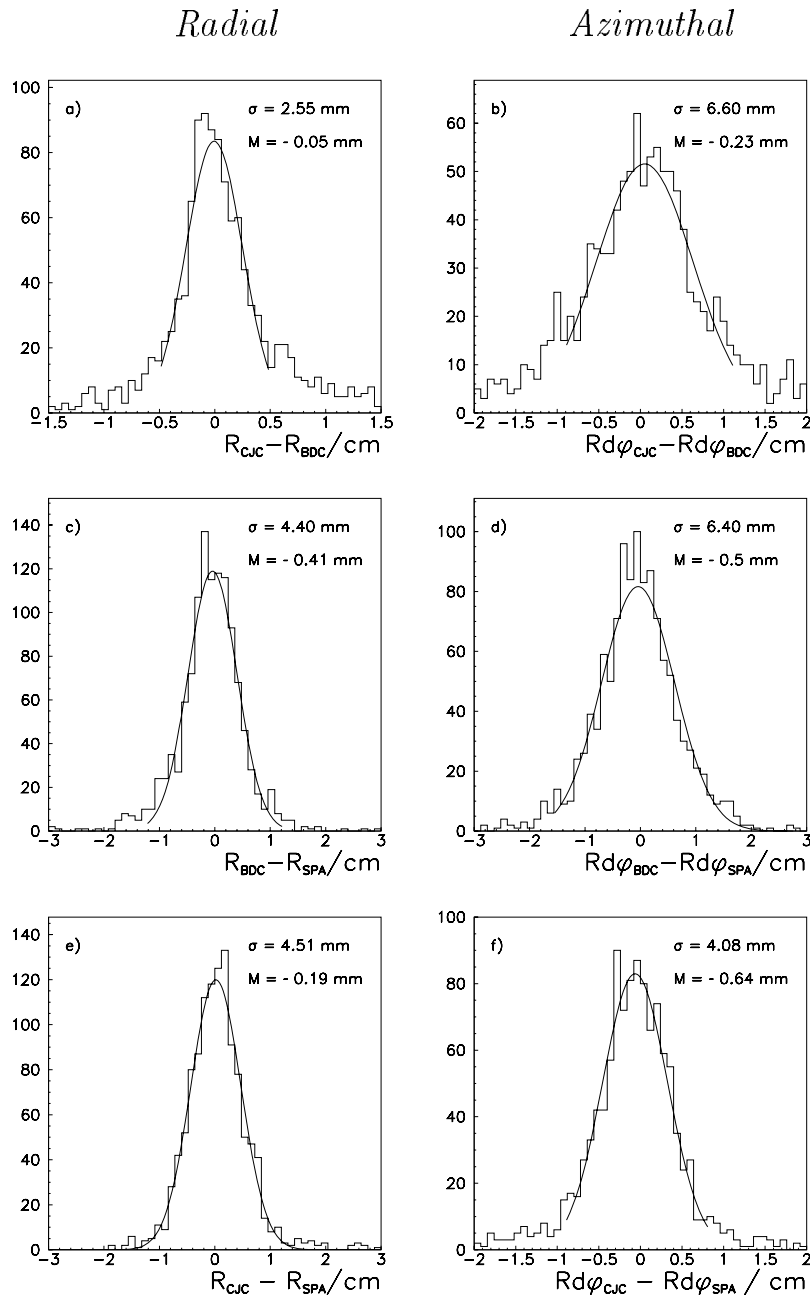 Radial
Azimuthal
a)
σ = 2.55 mm
M = - 0.05 mm
100
80
60
40
20
0
-1.5 -1 -0.5 0 0.5 1 1.5
R_CJC−R_BDC/cm
b)
σ = 6.60 mm
M = - 0.23 mm
60
50
40
30
20
10
0
-2 -1.5 -1 -0.5 0 0.5 1 1.5 2
Rdφ_CJC−Rdφ_BDC/cm
c)
σ = 4.40 mm
M = - 0.41 mm
140
120
100
80
60
40
20
0
-3 -2 -1 0 1 2 3
R_BDC−R_SPA/cm
d)
σ = 6.40 mm
M = - 0.5 mm
100
80
60
40
20
0
-3 -2 -1 0 1 2 3
Rdφ_BDC−Rdφ_SPA/cm
e)
σ = 4.51 mm
M = - 0.19 mm
140
120
100
80
60
40
20
0
-3 -2 -1 0 1 2 3
R_CJC − R_SPA/cm
f)
σ = 4.08 mm
M = - 0.64 mm
100
80
60
40
20
0
-2 -1.5 -1 -0.5 0 0.5 1 1.5 2
Rdφ_CJC − Rdφ_SPA / cm